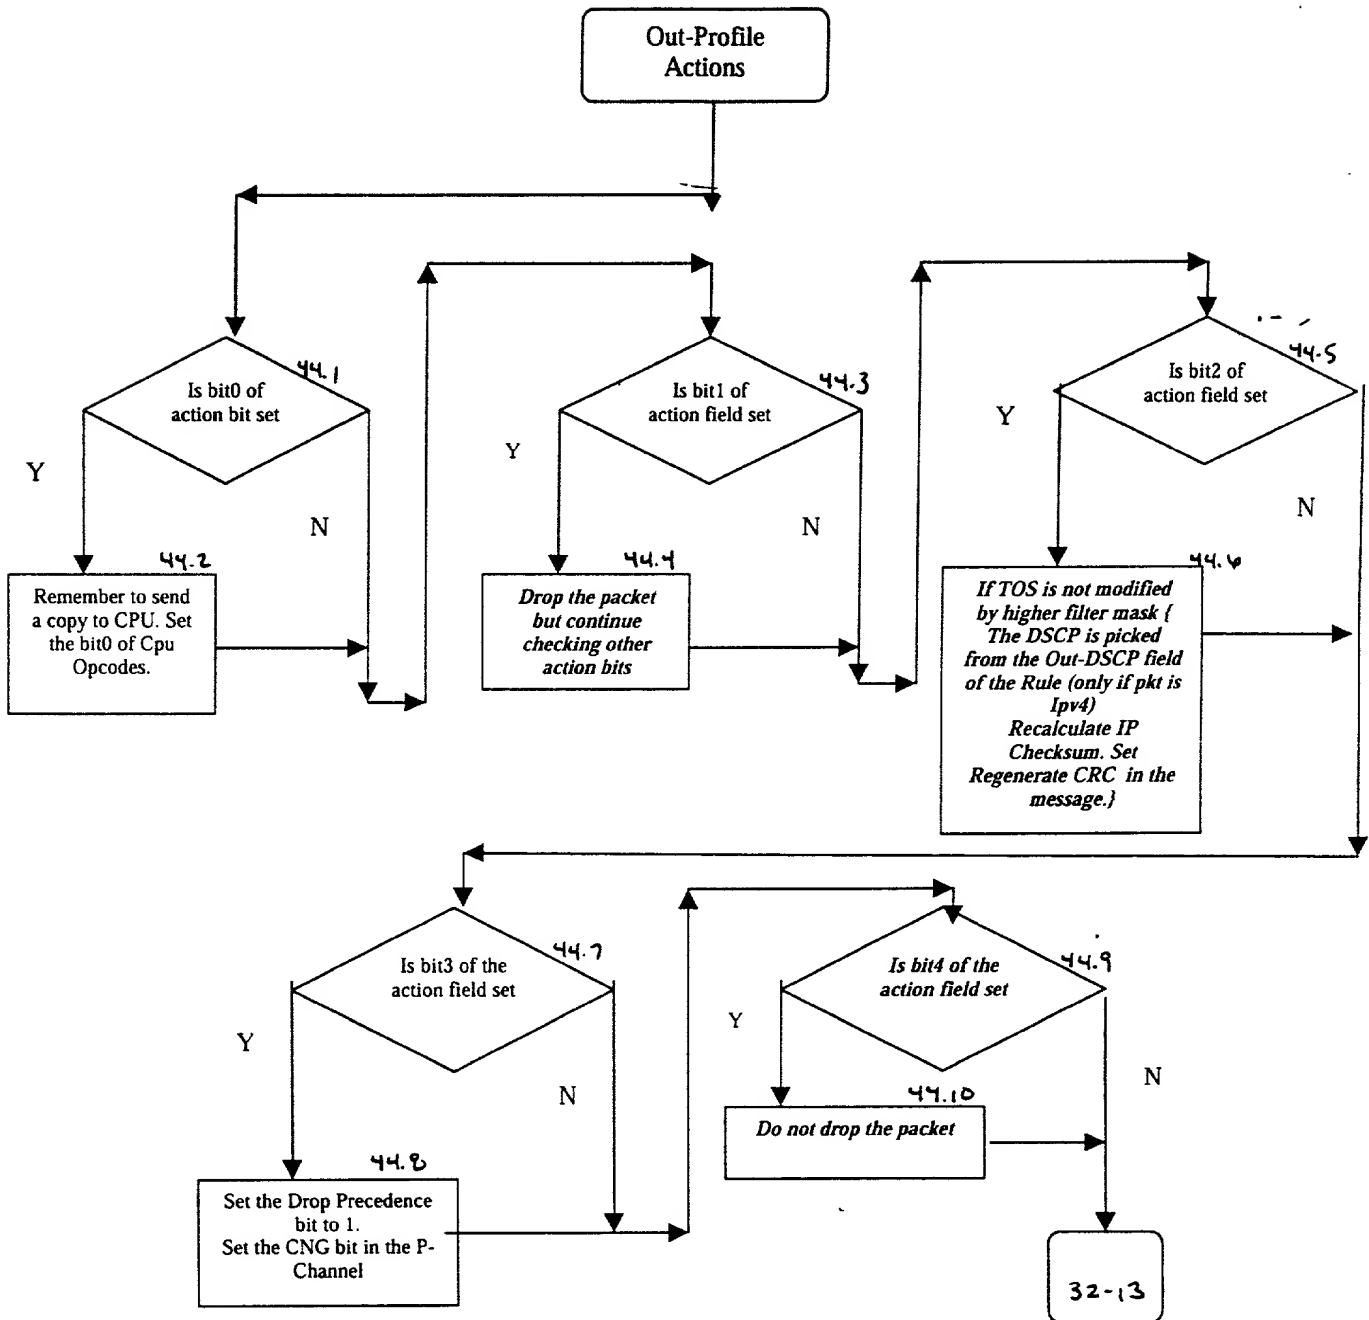 Out-Profile
Actions
44.1
Is bit0 of
action bit set
Y
N
44.2
Remember to send
a copy to CPU. Set
the bit0 of Cpu
Opcodes.
44.3
Is bit1 of
action field set
Y
N
44.4
Drop the packet
but continue
checking other
action bits
44.5
Is bit2 of
action field set
Y
N
44.6
If TOS is not modified
by higher filter mask {
The DSCP is picked
from the Out-DSCP field
of the Rule (only if pkt is
Ipv4)
Recalculate IP
Checksum. Set
Regenerate CRC in the
message.}
44.7
Is bit3 of the
action field set
Y
N
44.8
Set the Drop Precedence
bit to 1.
Set the CNG bit in the P-
Channel
44.9
Is bit4 of the
action field set
Y
N
44.10
Do not drop the packet
32-13